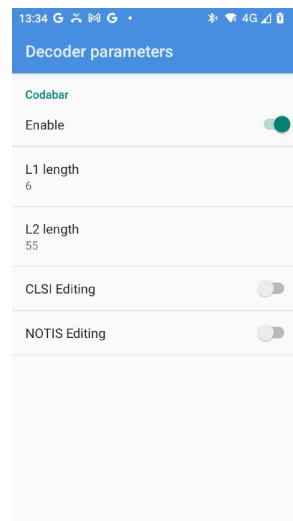 13:34 G M G •
4G
Decoder parameters
Codabar
Enable
L1 length
6
L2 length
55
CLSI Editing
NOTIS Editing